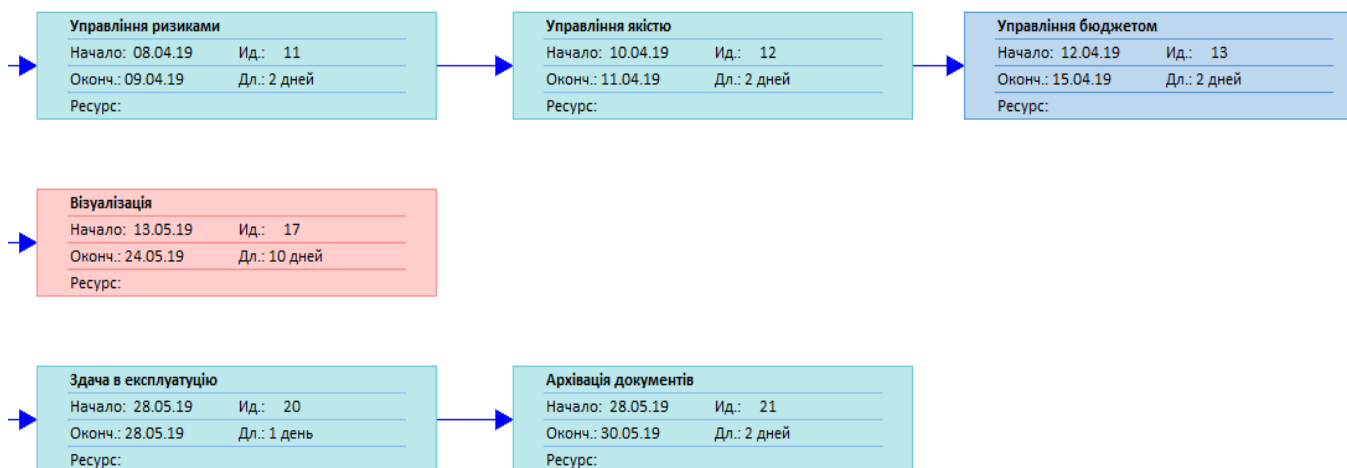 Управління ризиками
Начало: 08.04.19 Ид.: 11
Оконч.: 09.04.19 Дл.: 2 дней
Ресурс:
Управління якістю
Начало: 10.04.19 Ид.: 12
Оконч.: 11.04.19 Дл.: 2 дней
Ресурс:
Управління бюджетом
Начало: 12.04.19 Ид.: 13
Оконч.: 15.04.19 Дл.: 2 дней
Ресурс:
Візуалізація
Начало: 13.05.19 Ид.: 17
Оконч.: 24.05.19 Дл.: 10 дней
Ресурс:
Здача в експлуатуцію
Начало: 28.05.19 Ид.: 20
Оконч.: 28.05.19 Дл.: 1 день
Ресурс:
Архівація документів
Начало: 28.05.19 Ид.: 21
Оконч.: 30.05.19 Дл.: 2 дней
Ресурс: